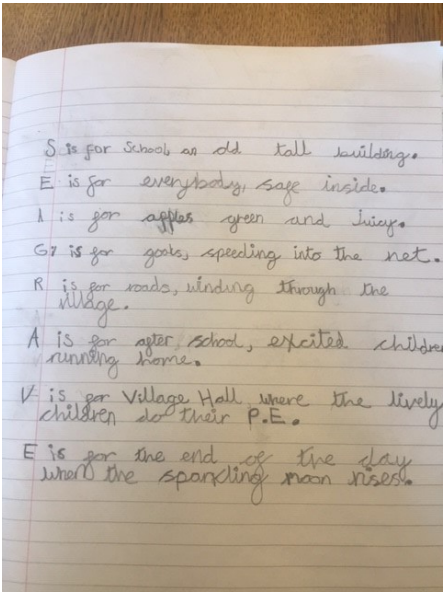 S is for School, an old tall building.
E is for everybody, safe inside.
A is for apples green and Juicy.
G is for goals, speeding into the net.
R is for roads, winding through the
village.
A is for after school, excited children
running home.
V is for Village Hall where the lively
children do their P.E.
E is for the end of the day
when the sparkling moon rises.